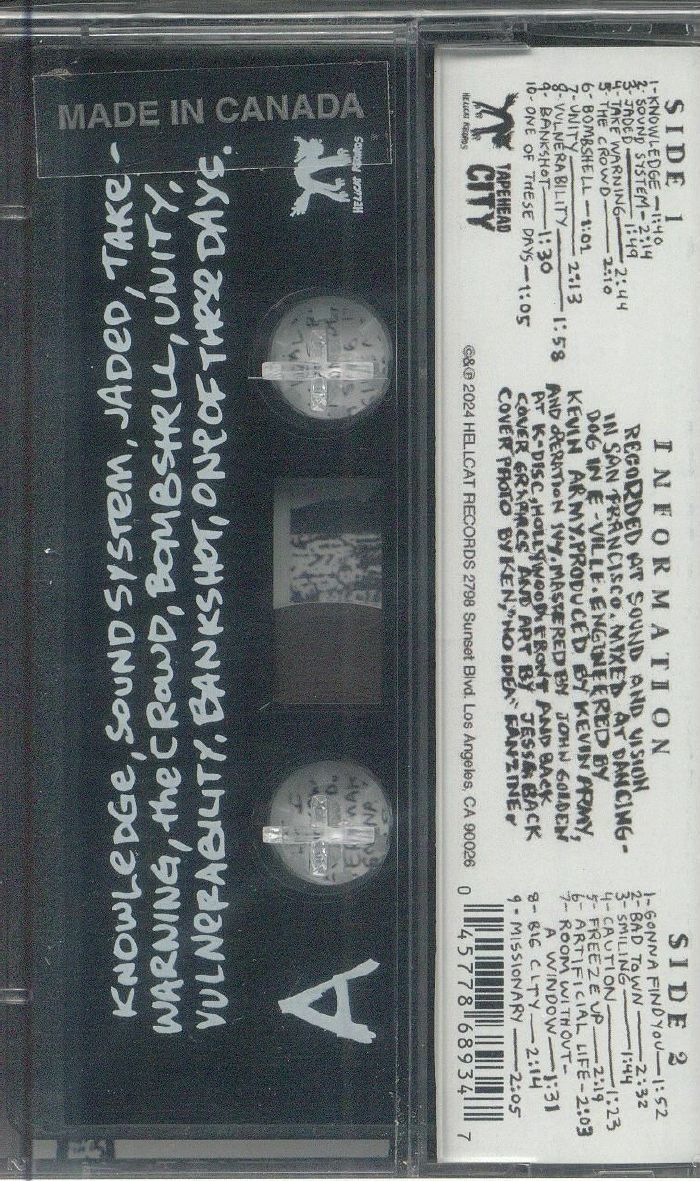 MADE IN CANADA
HELLCAT RECORDS
KNOWLEDGE, SOUND SYSTEM, JADED, TAKE-
WARNING, the CROWD, BOMBSHELL, UNITY,
VULNERABILITY, BANKSHOT, ONE OF THESE DAYS.
A
SIDE 1
1-KNOWLEDGE—1:40
2-SOUND SYSTEM-2:14
3-JADED—1:49
4-TAKE WARNING—2:44
5-THE CROWD—2:10
6-BOMBSHELL—1:01
7-UNITY—2:13
8-VULNERABILITY—1:58
9-BANKSHOT—1:30
10-ONE OF THESE DAYS—1:05
HELLCAT RECORDS
TAPEHEAD
CITY
INFORMATION
RECORDED AT SOUND AND VISION
IN SAN FRANCISCO. MIXED AT DANCING-
DOG IN E-VILLE. ENGINEERED BY
KEVIN ARMY. PRODUCED BY KEVIN ARMY,
AND OPERATION IVY. MASTERED BY JOHN GOLDEN
AT K-DISC, HOLLYWOOD. FRONT AND BACK
COVER GRAPHICS AND ART BY JESSE. BACK
COVER PHOTO BY KEN, "NO IDEA" FANZINE.
©&℗ 2024 HELLCAT RECORDS 2798 Sunset Blvd. Los Angeles, CA 90026
SIDE 2
1-GONNA FIND YOU—1:52
2-BAD TOWN—2:32
3-SMILING—1:44
4-CAUTION—1:23
5-FREEZE UP—2:19
6-ARTIFICIAL LIFE-2:03
7-ROOM WITHOUT-
A WINDOW—1:31
8-BIG CITY—2:14
9-MISSIONARY—2:05
0 45778 68934 7